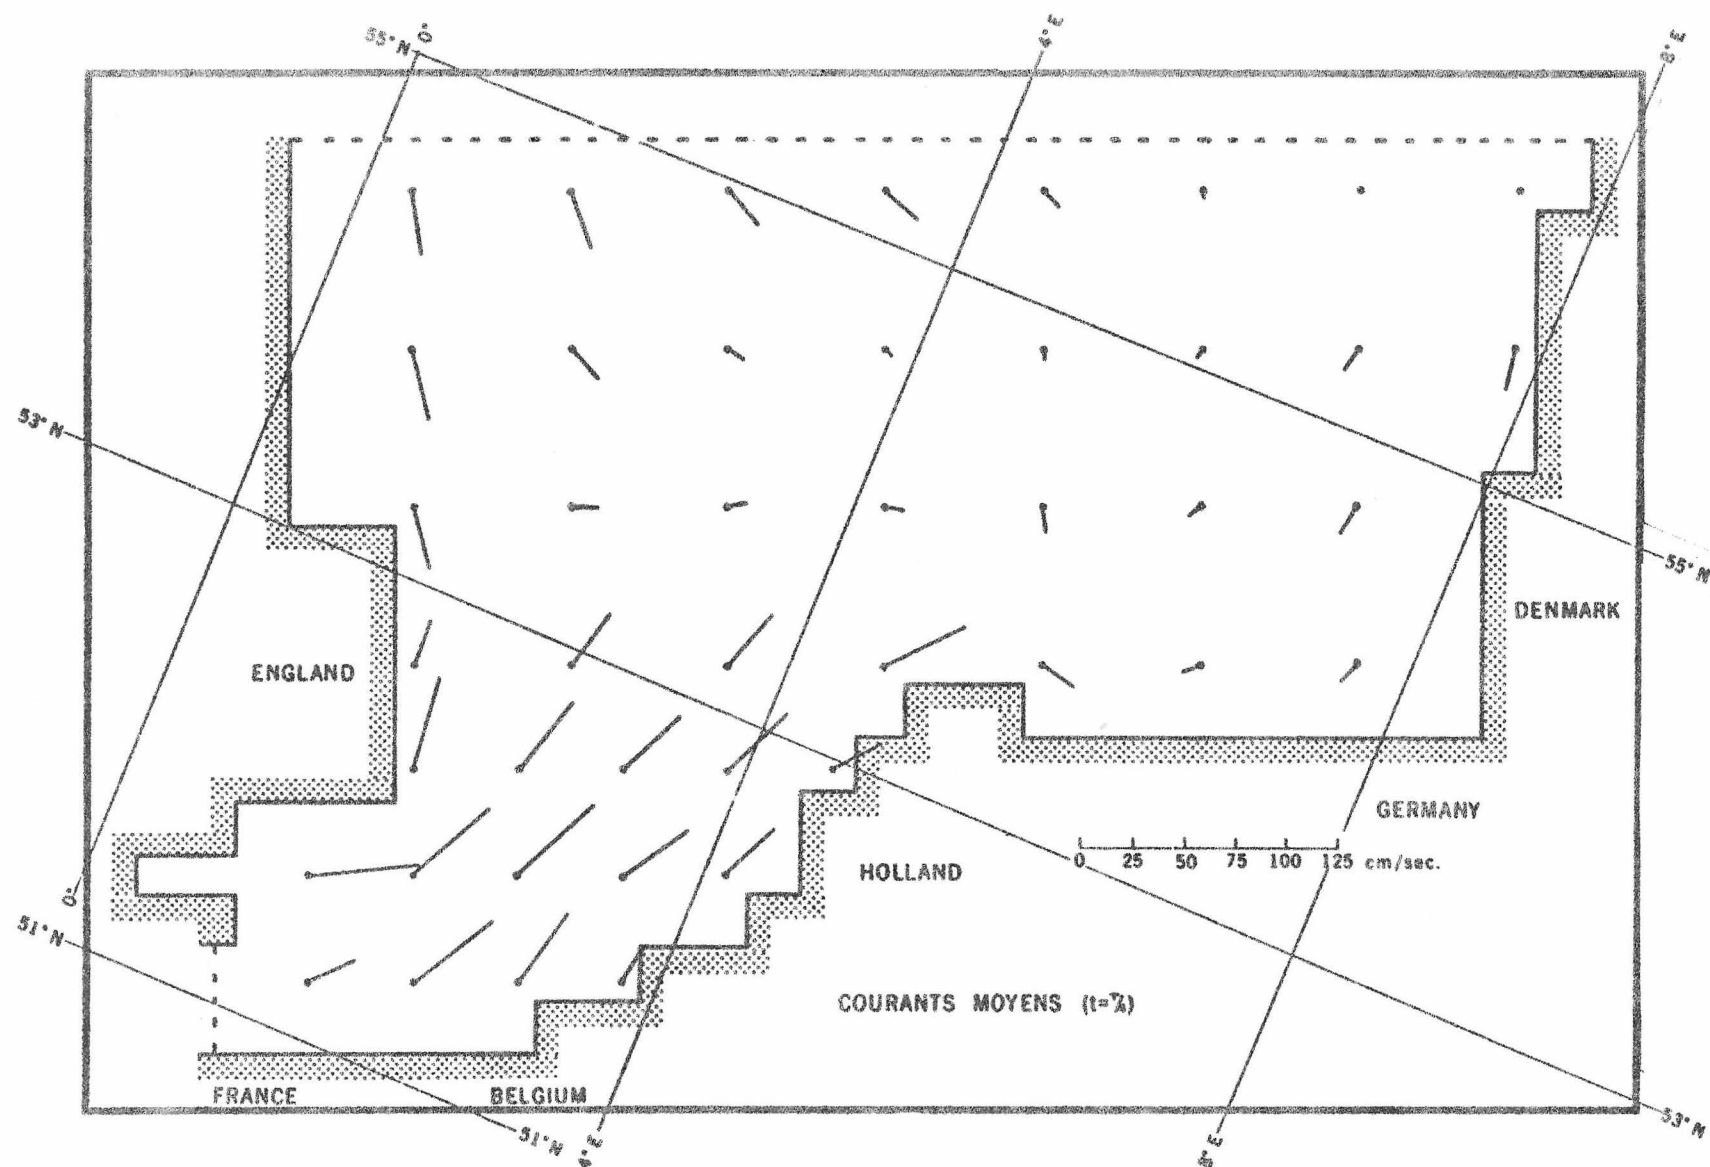 55°N
0°
4°E
8°E
53°N
55°N
DENMARK
ENGLAND
GERMANY
0 25 50 75 100 125 cm/sec.
HOLLAND
0°
51°N
COURANTS MOYENS
FRANCE
BELGIUM
51°N
4°E
8°E
53°N